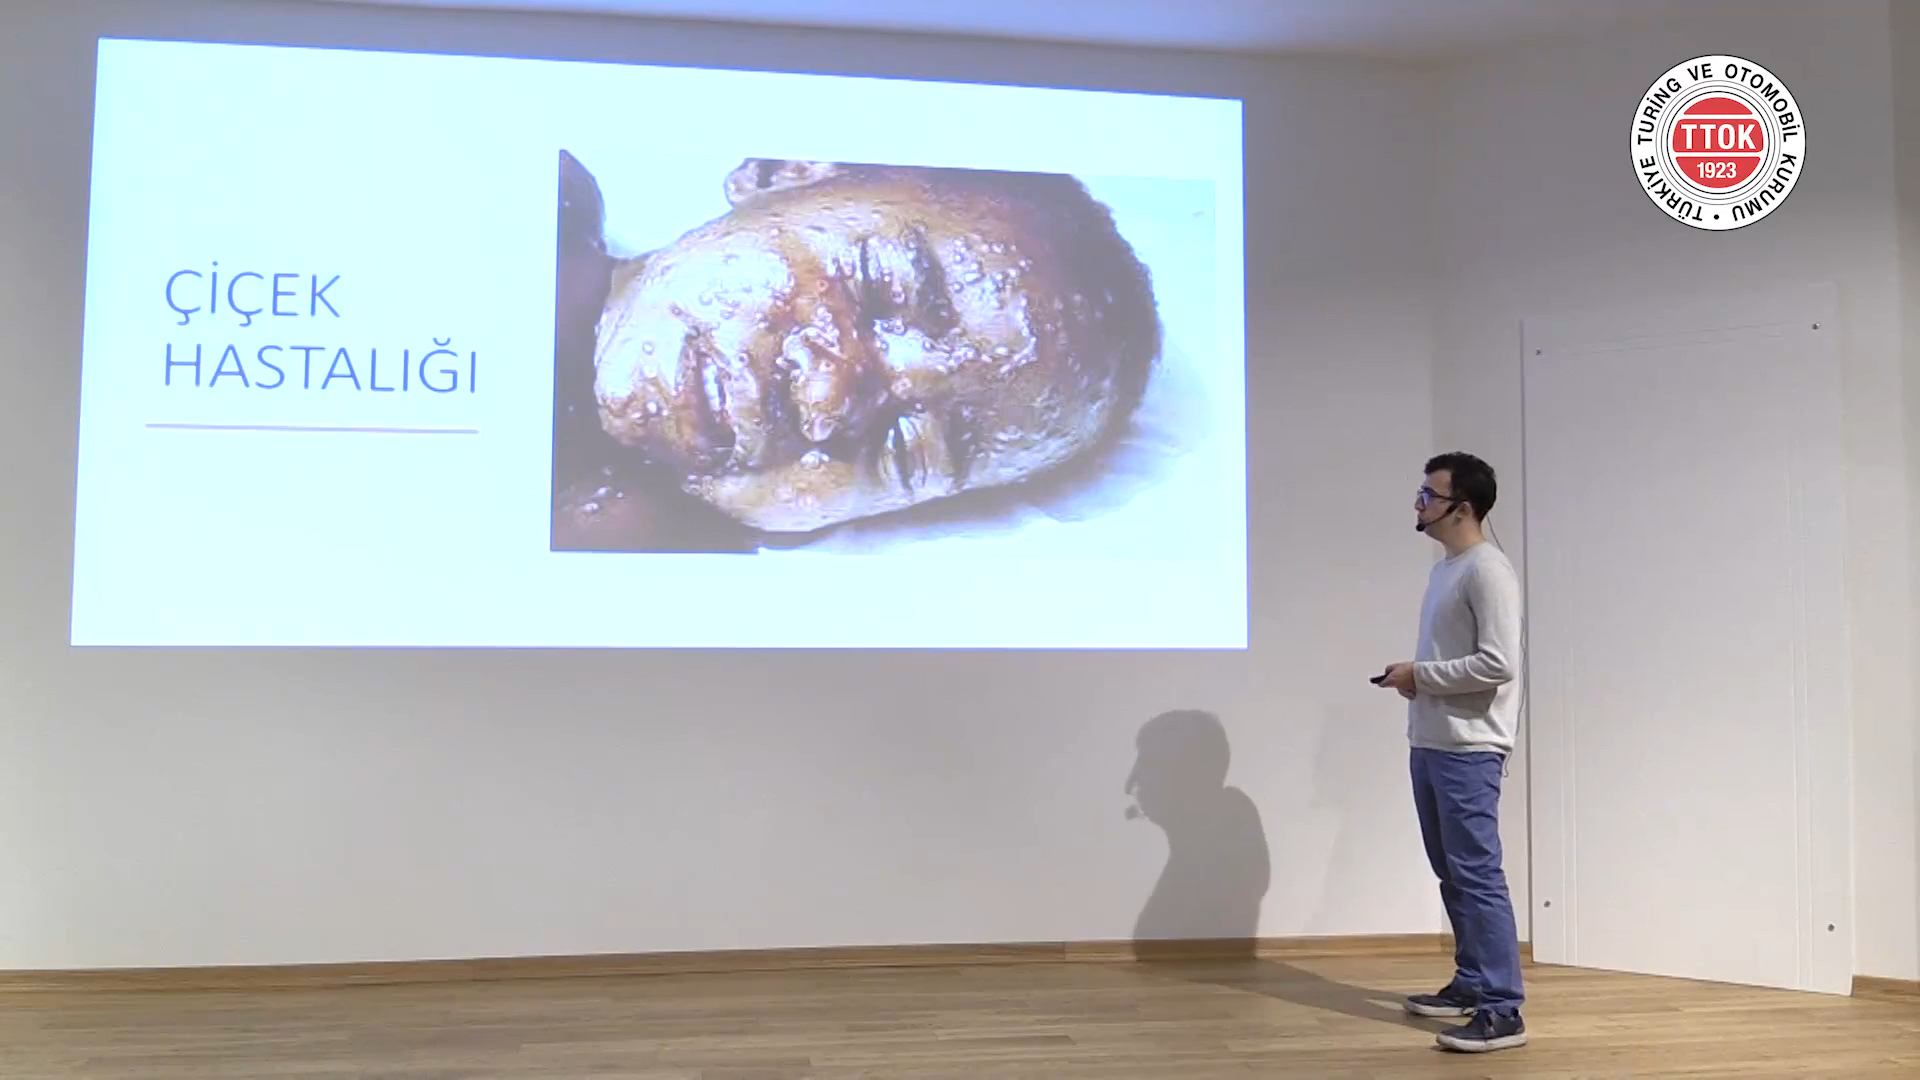 ÇİÇEK
HASTALIĞI
TÜRKİYE TURİNG VE OTOMOBİL KURUMU •
TTOK
1923